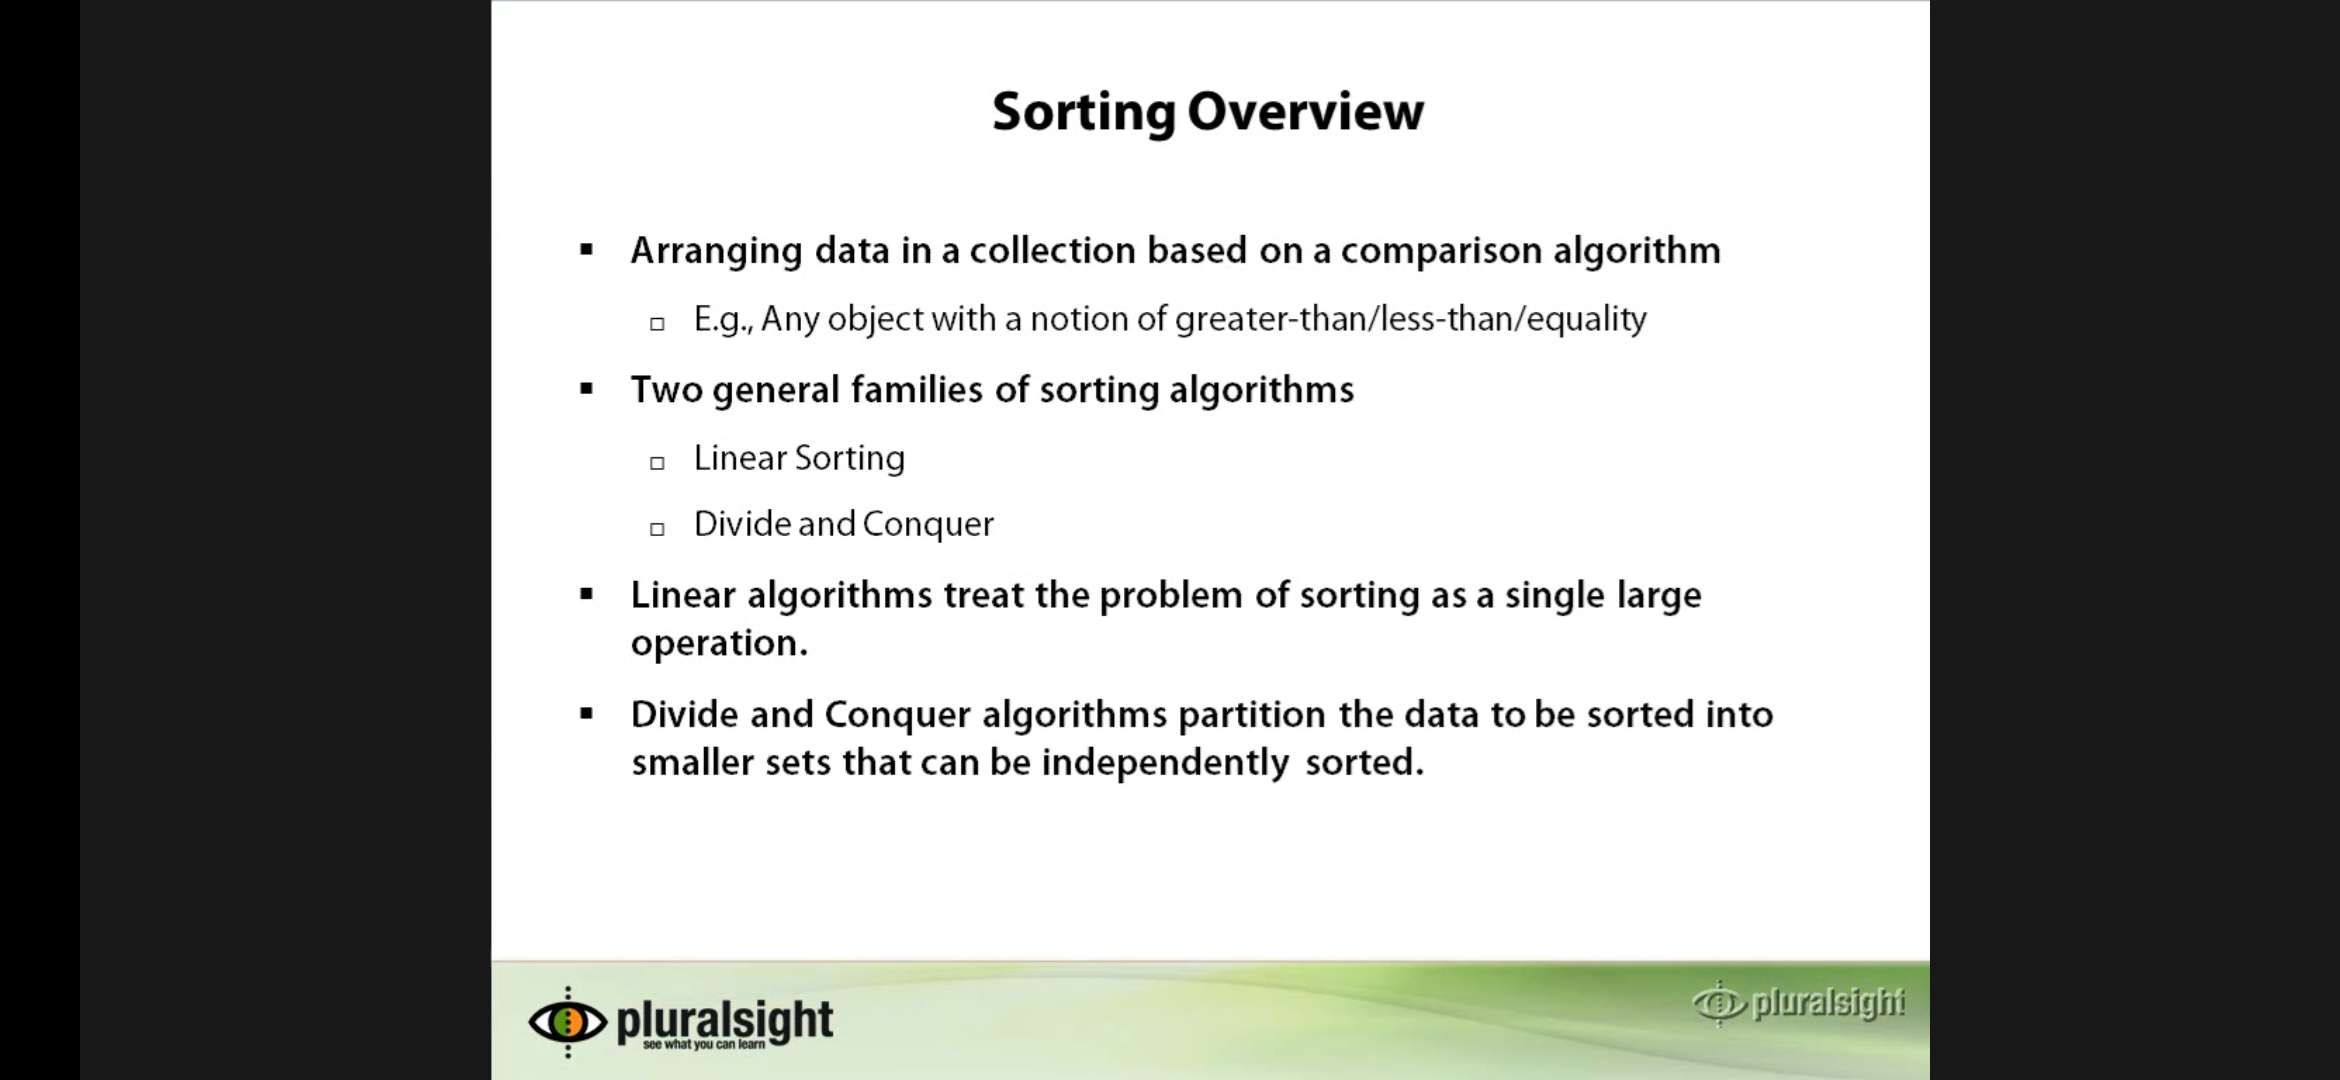 Sorting Overview
▪ Arranging data in a collection based on a comparison algorithm
□ E.g., Any object with a notion of greater-than/less-than/equality
▪ Two general families of sorting algorithms
□ Linear Sorting
□ Divide and Conquer
▪ Linear algorithms treat the problem of sorting as a single large
operation.
▪ Divide and Conquer algorithms partition the data to be sorted into
smaller sets that can be independently sorted.
pluralsight
see what you can learn
pluralsight